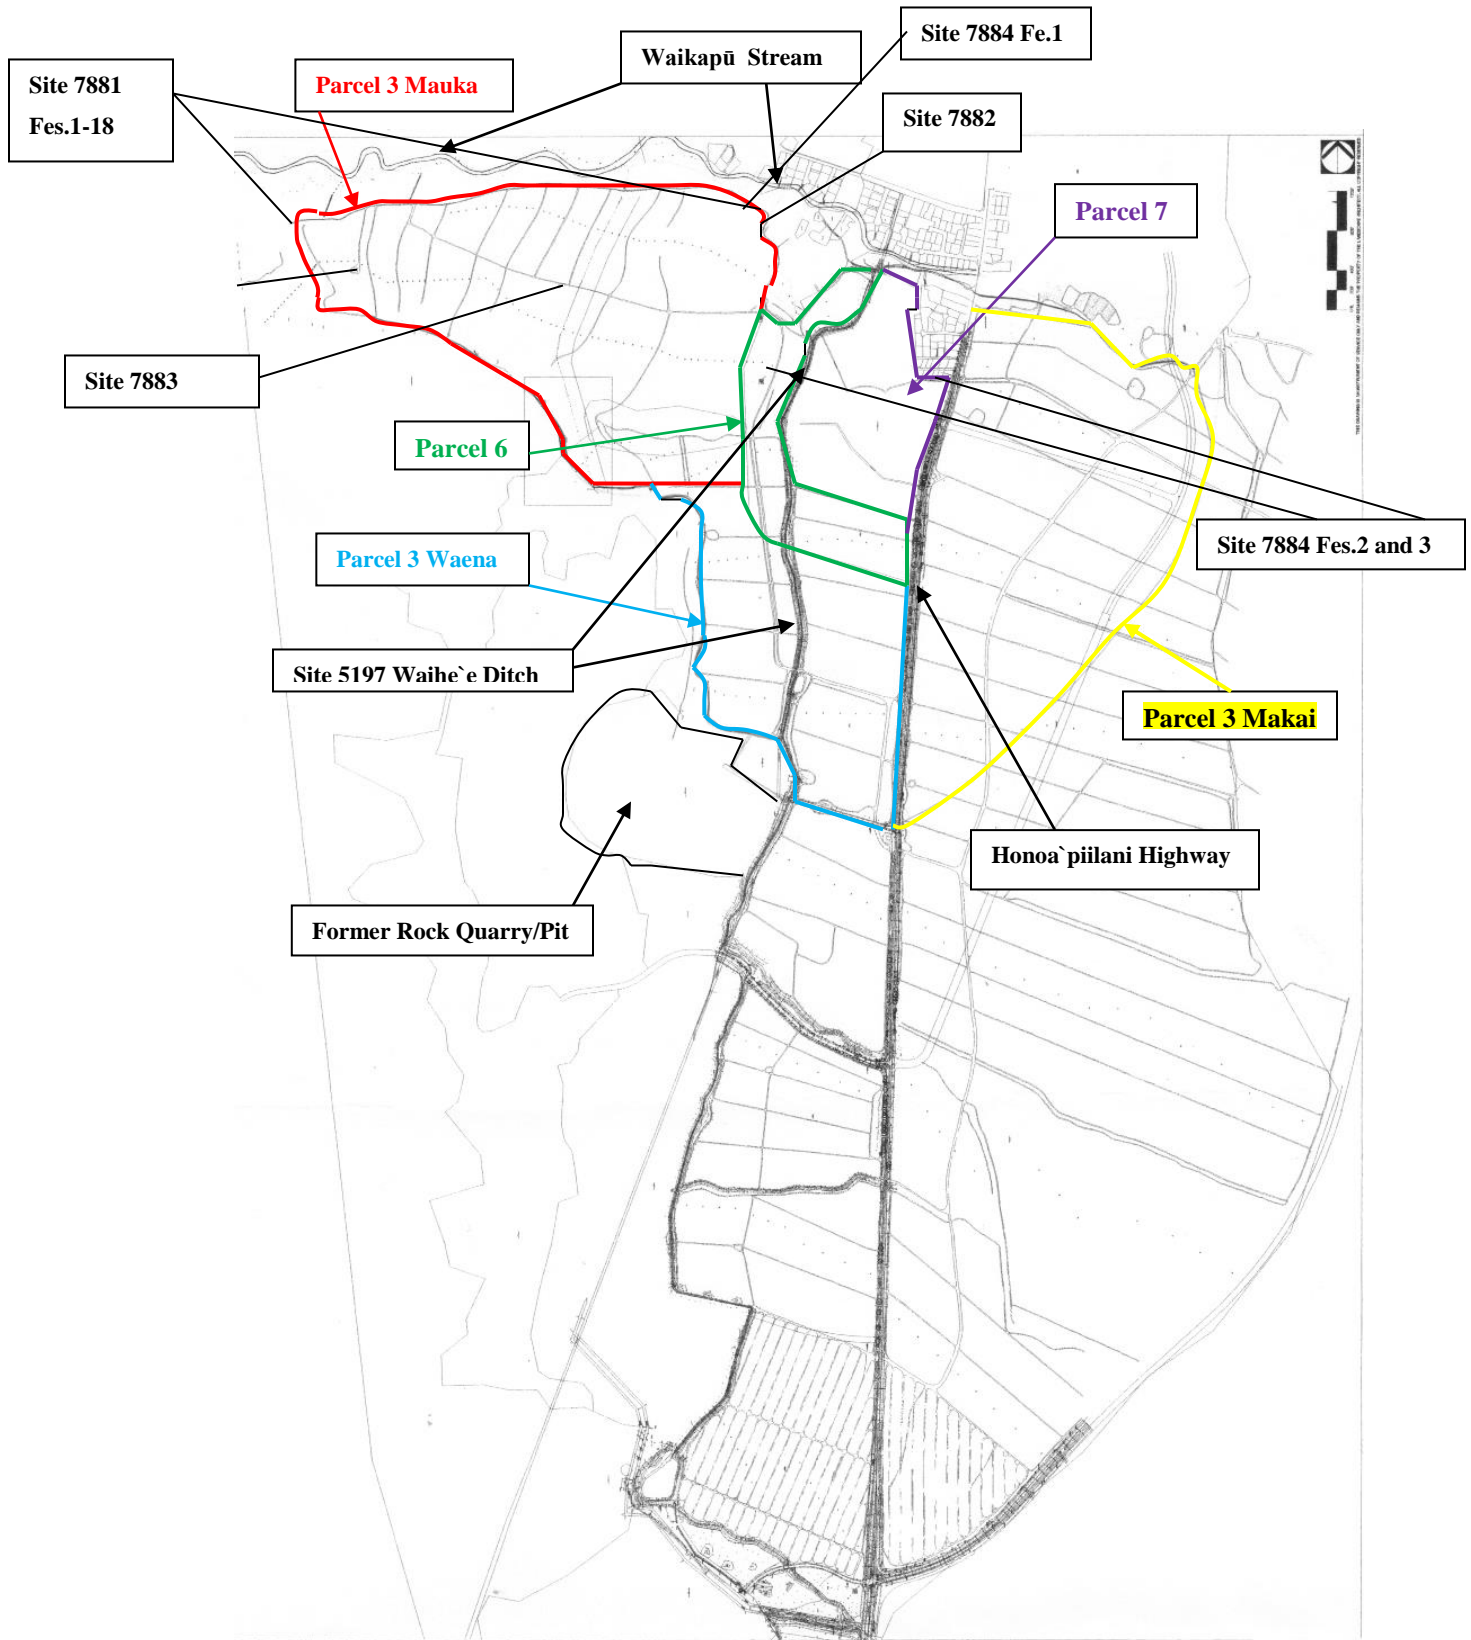 Site 7884 Fe.1
Waikapū Stream
Site 7881
Fes.1-18
Parcel 3 Mauka
Site 7882
Parcel 7
Site 7883
Parcel 6
Site 7884 Fes.2 and 3
Parcel 3 Waena
Site 5197 Waihe`e Ditch
Parcel 3 Makai
Honoa`piilani Highway
Former Rock Quarry/Pit